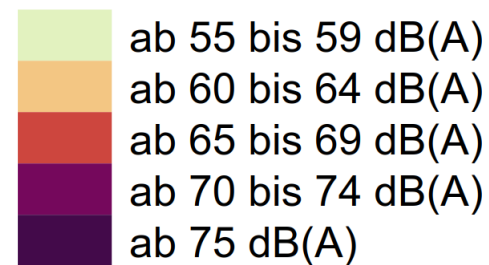 ab 55 bis 59 dB(A)
ab 60 bis 64 dB(A)
ab 65 bis 69 dB(A)
ab 70 bis 74 dB(A)
ab 75 dB(A)